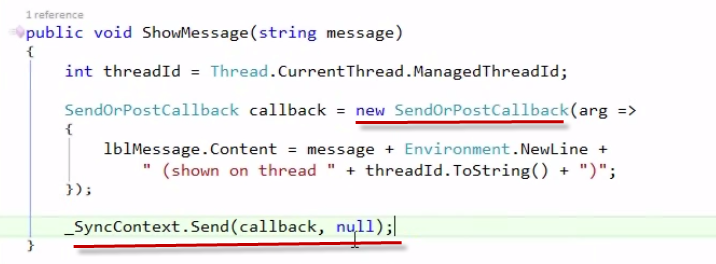 1 reference
public void ShowMessage(string message)
{
int threadId = Thread.CurrentThread.ManagedThreadId;
SendOrPostCallback callback = new SendOrPostCallback(arg =>
{
lblMessage.Content = message + Environment.NewLine +
" (shown on thread " + threadId.ToString() + ")";
});
_SyncContext.Send(callback, null);
}